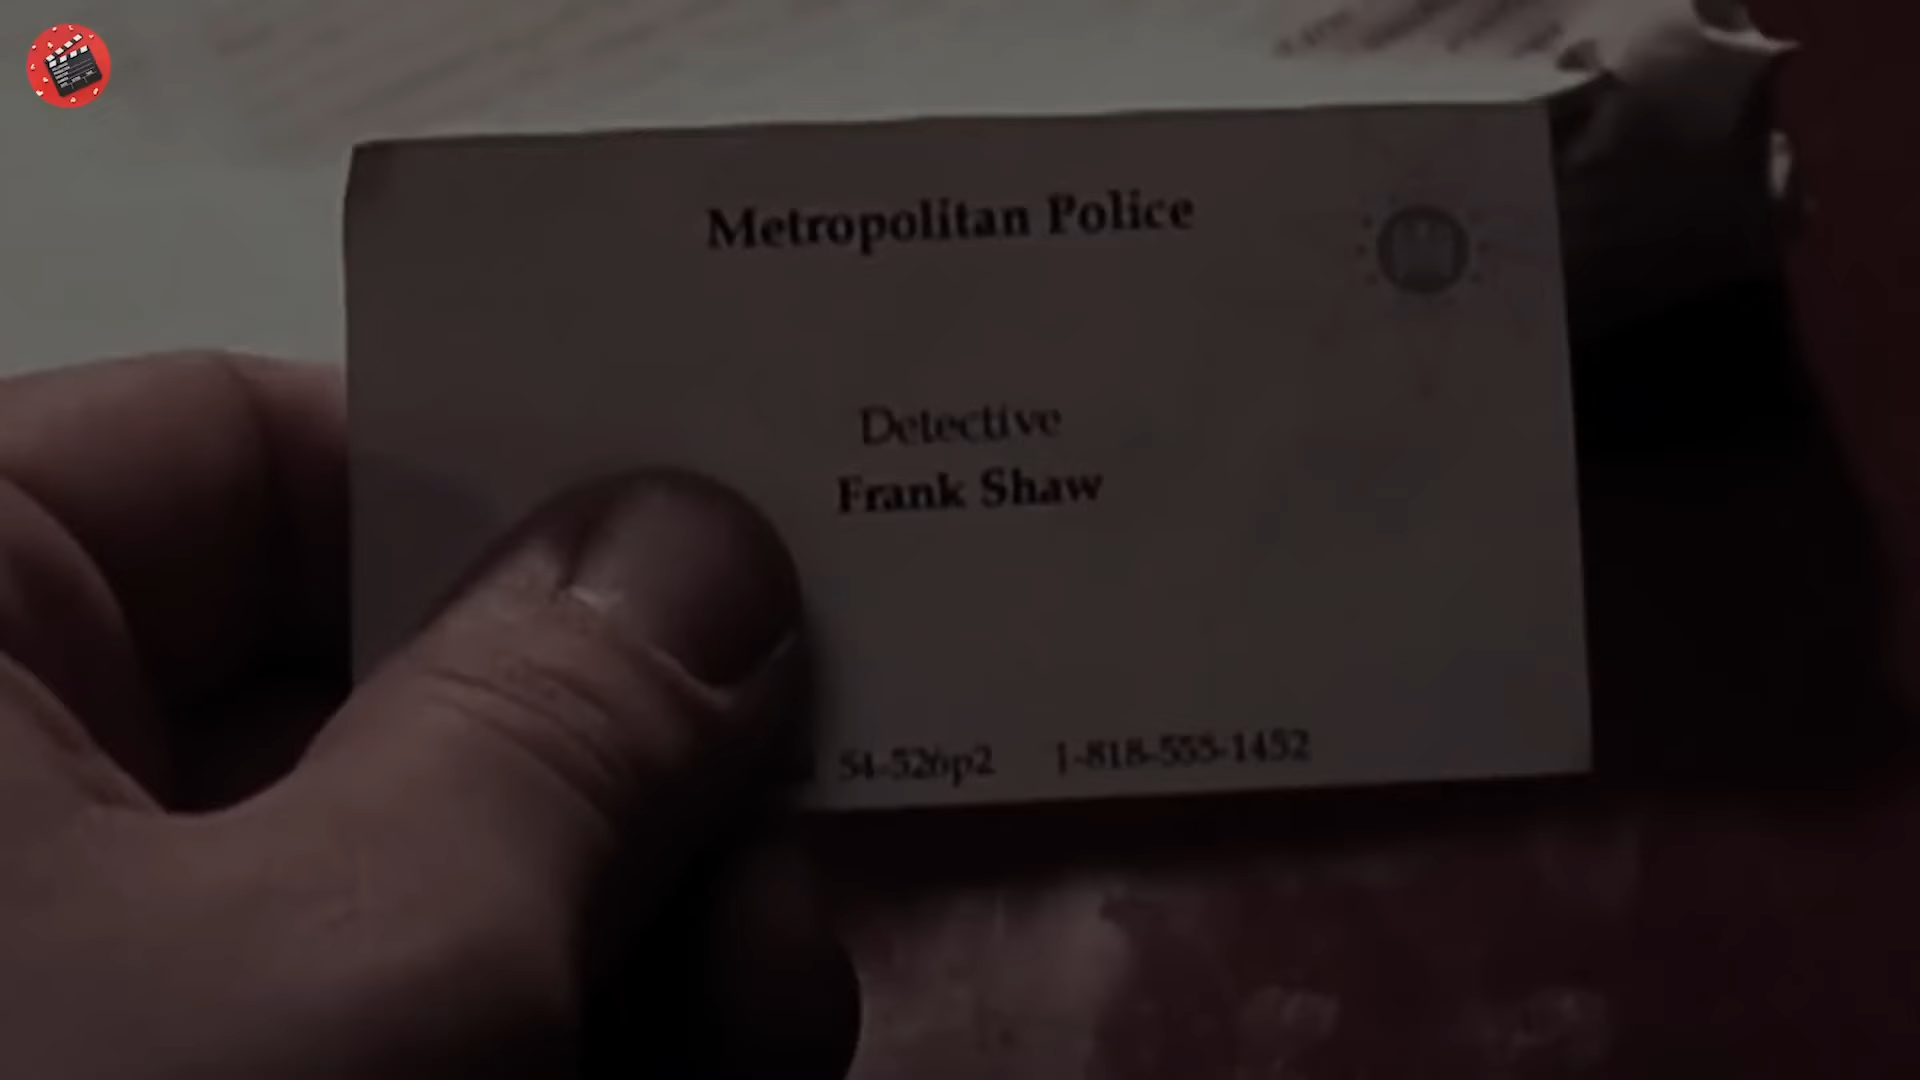 Metropolitan Police
Detective
Frank Shaw
54-526p2 1-818-555-1452